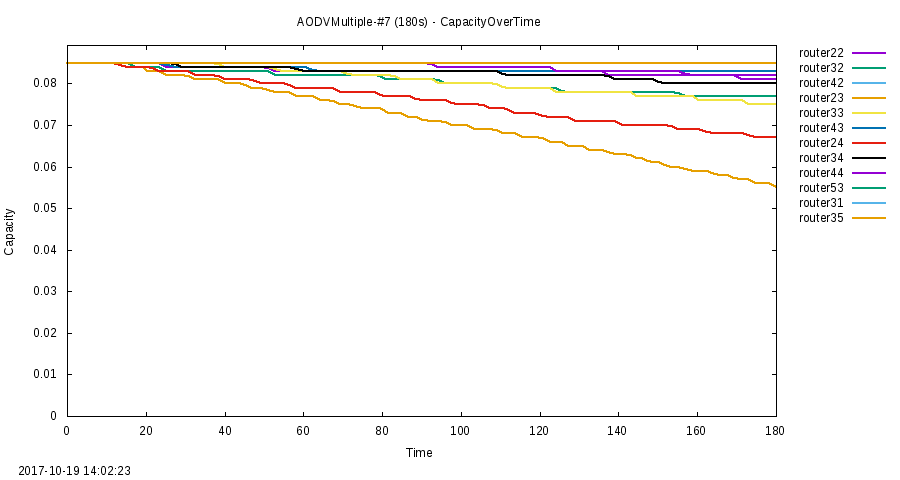 AODVMultiple-#7 (180s) - CapacityOverTime
router22
router32
router42
router23
router33
router43
router24
router34
router44
router53
router31
router35
0.08
0.07
0.06
0.05
0.04
0.03
0.02
0.01
0
0 20 40 60 80 100 120 140 160 180
Capacity
Time
2017-10-19 14:02:23